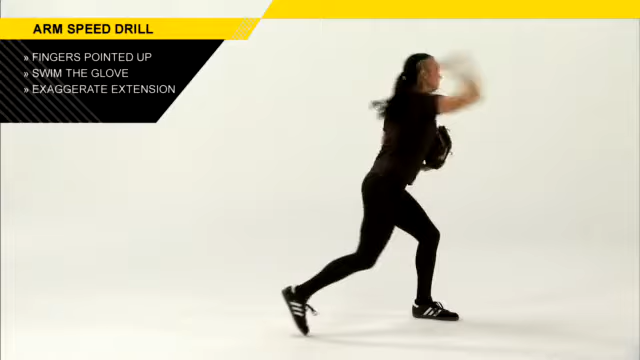 ARM SPEED DRILL
» FINGERS POINTED UP
» SWIM THE GLOVE
» EXAGGERATE EXTENSION